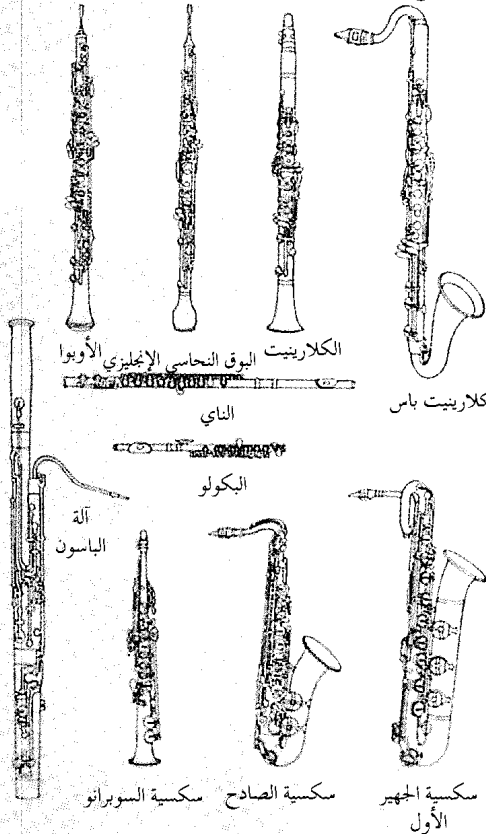 الكلارينيت
البوق النحاسي الإنجليزي
الأوبوا
كلارينيت باس
الناي
البكولو
آلة
الباسون
سكسية الجهير
الأول
سكسية الصادح
سكسية السوبرانو